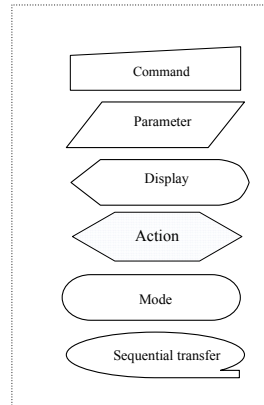 Command
Parameter
Display
Action
Mode
Sequential transfer